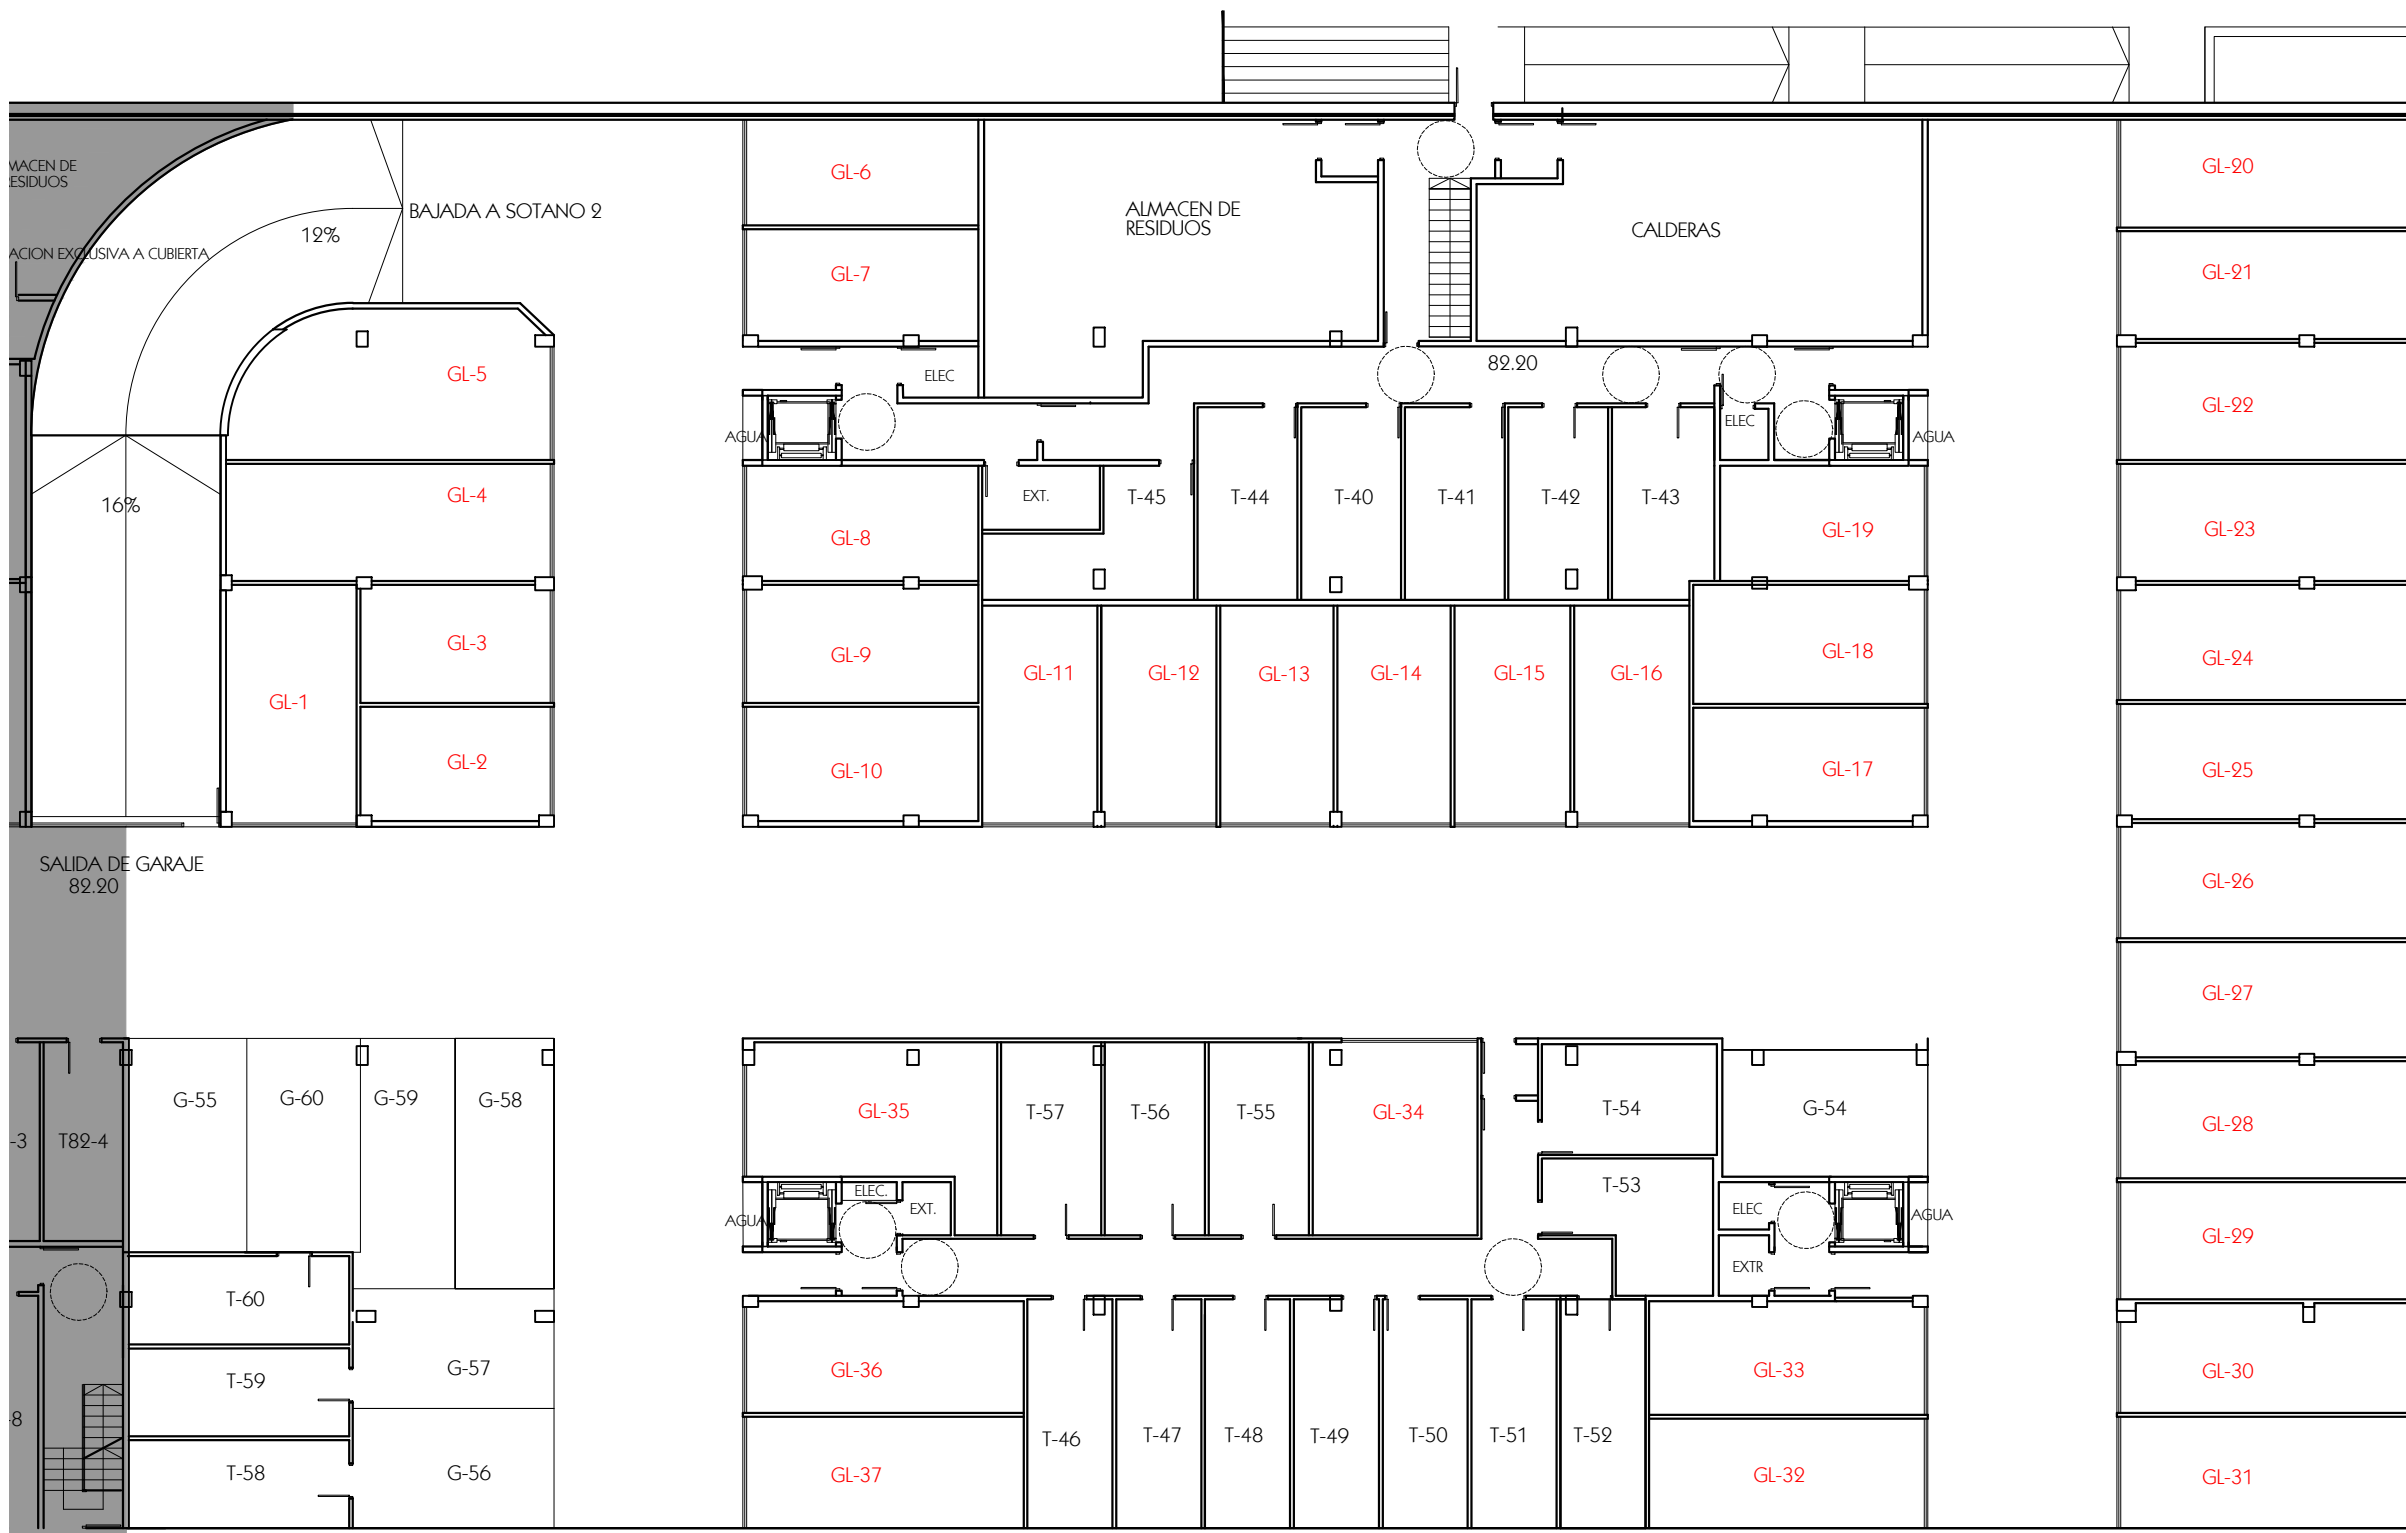 MACEN DE
ESIDUOS
ACION EXCLUSIVA A CUBIERTA
12%
BAJADA A SOTANO 2
16%
GL-5
GL-4
GL-3
GL-1
GL-2
SALIDA DE GARAJE
82.20
GL-6
GL-7
ALMACEN DE
RESIDUOS
CALDERAS
82.20
ELEC
AGUA
ELEC
AGUA
EXT.
T-45
T-44
T-40
T-41
T-42
T-43
GL-8
GL-19
GL-9
GL-18
GL-10
GL-17
GL-11
GL-12
GL-13
GL-14
GL-15
GL-16
GL-20
GL-21
GL-22
GL-23
GL-24
GL-25
GL-26
GL-27
GL-28
GL-29
GL-30
GL-31
-3
T82-4
G-55
G-60
G-59
G-58
T-60
T-59
T-58
G-57
G-56
-8
GL-35
T-57
T-56
T-55
GL-34
T-54
G-54
T-53
AGUA
ELEC.
EXT.
ELEC
AGUA
EXTR
GL-36
GL-37
T-46
T-47
T-48
T-49
T-50
T-51
T-52
GL-33
GL-32